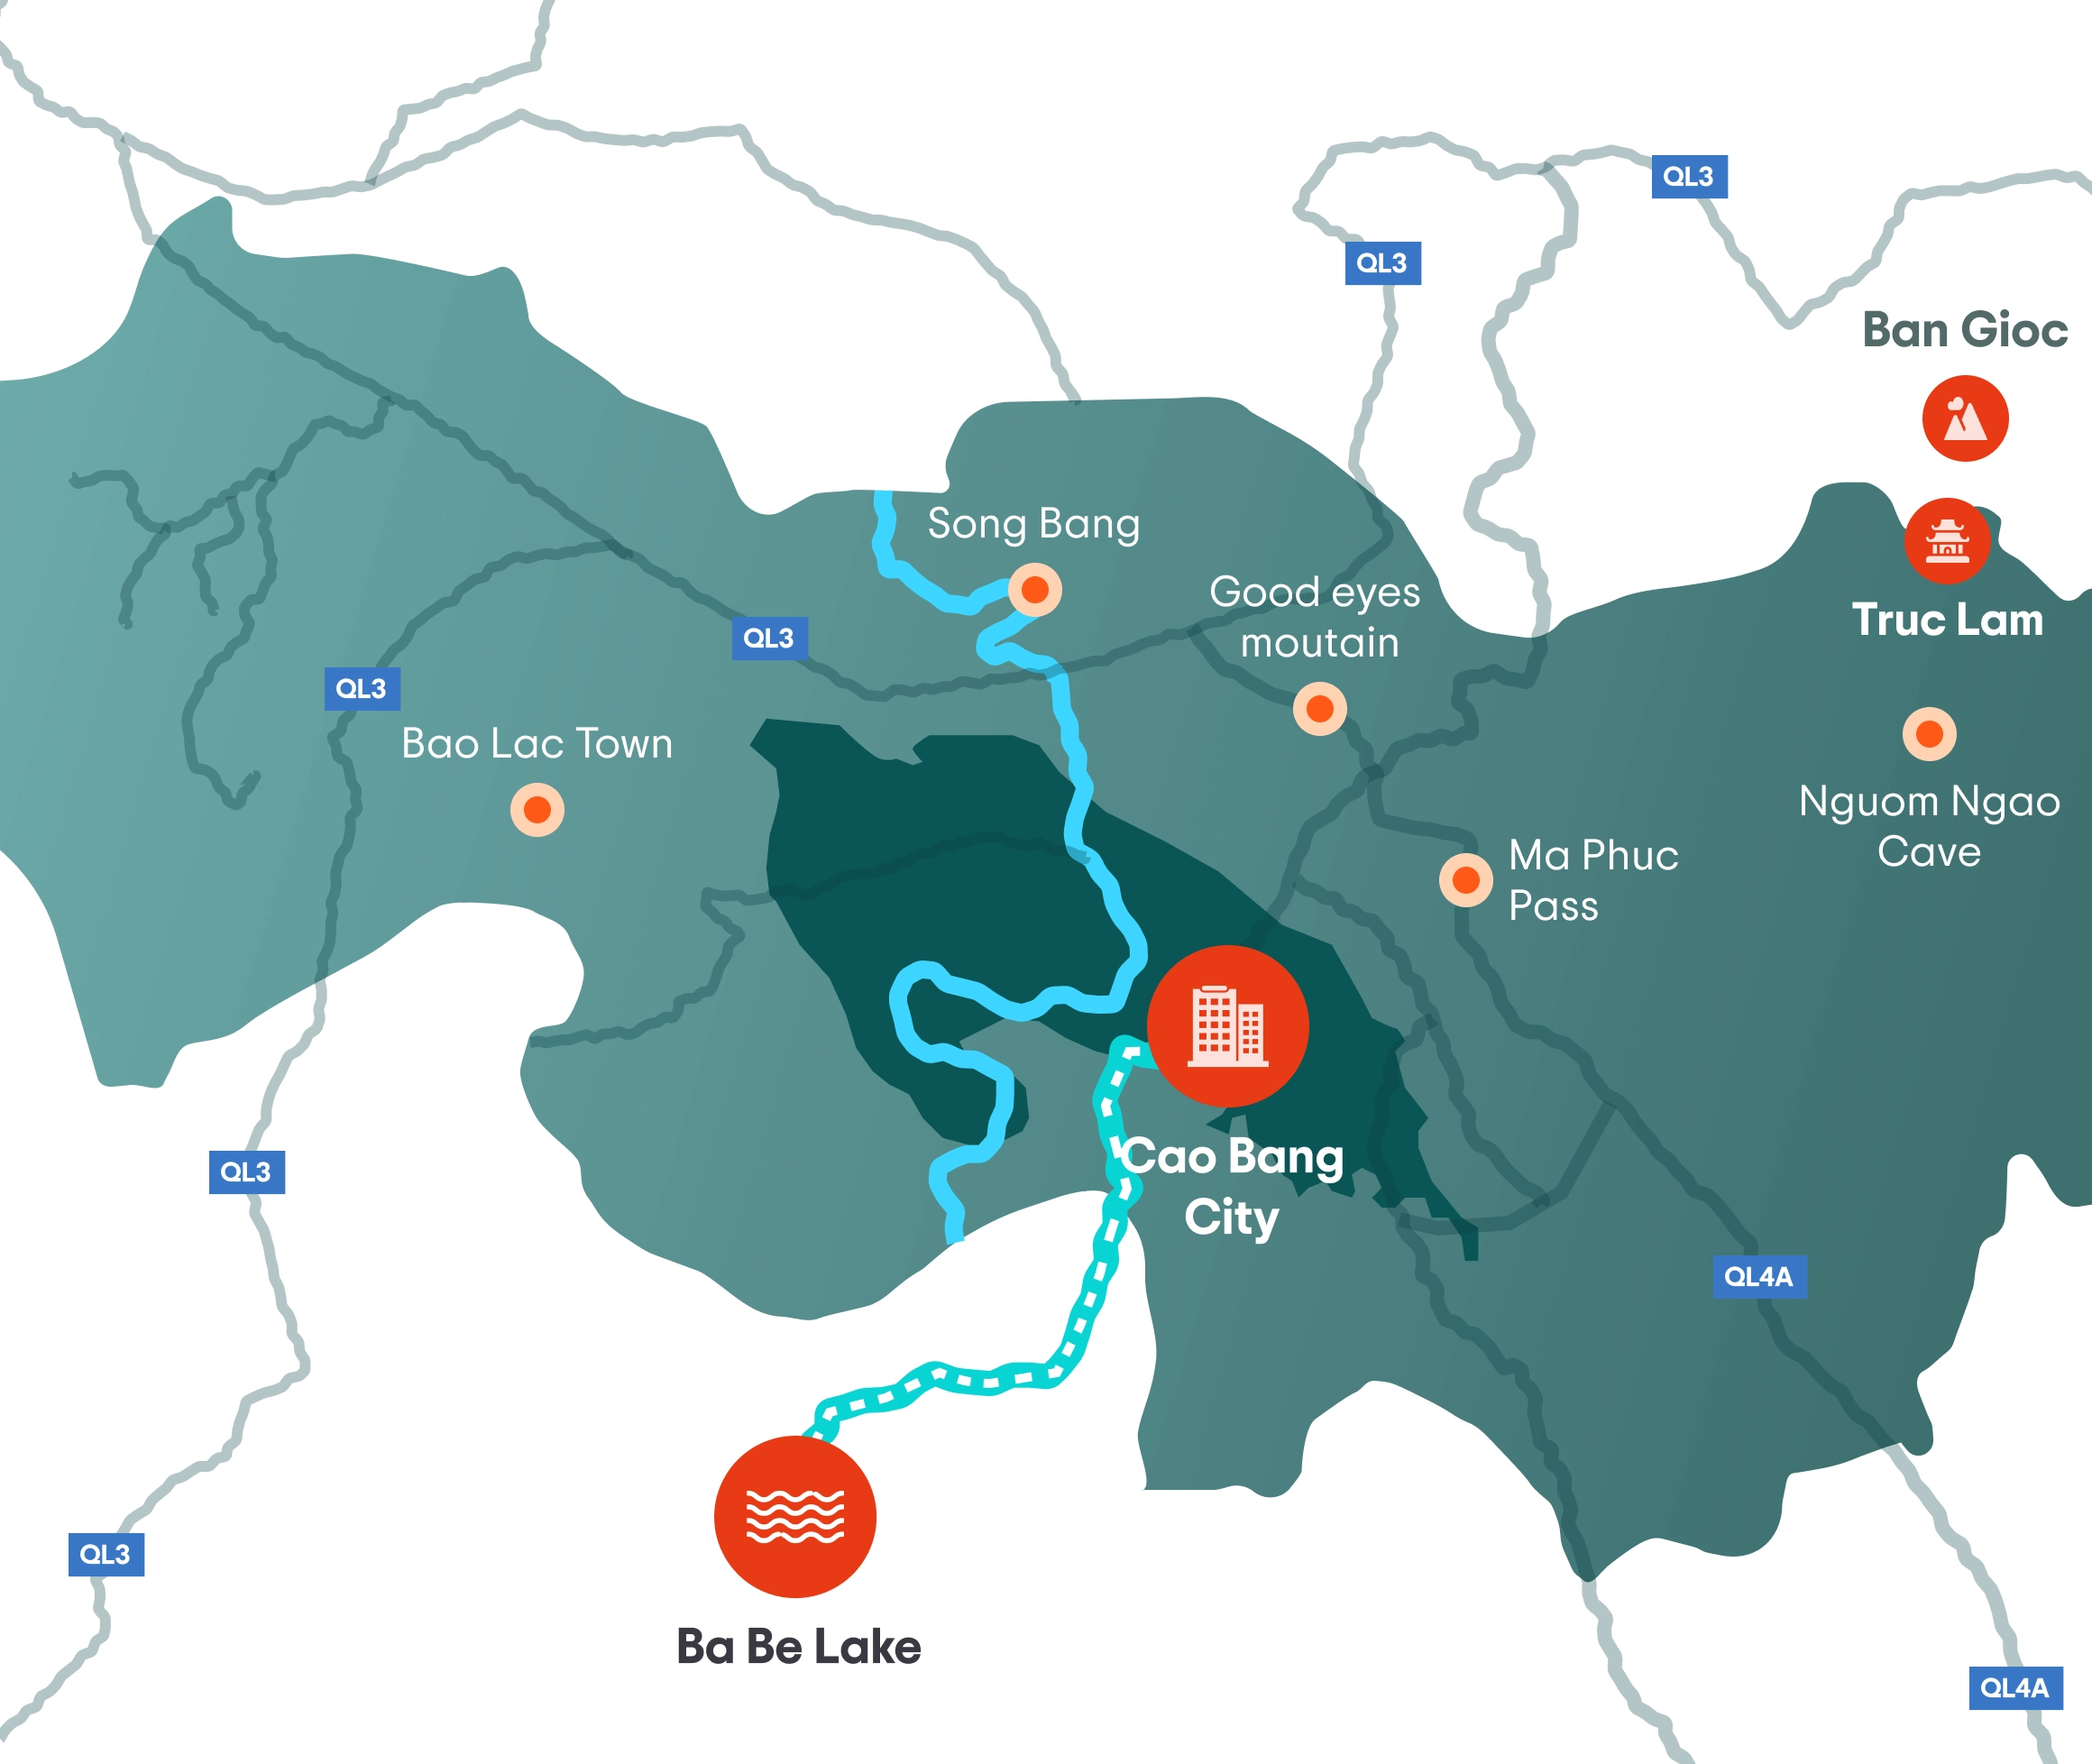 QL3
QL3
Ban Gioc
Song Bang
Good eyes
moutain
Truc Lam
QL3
QL3
Bao Lac Town
Nguom Ngao
Cave
Ma Phuc
Pass
Cao Bang
City
QL3
QL4A
QL3
Ba Be Lake
QL4A